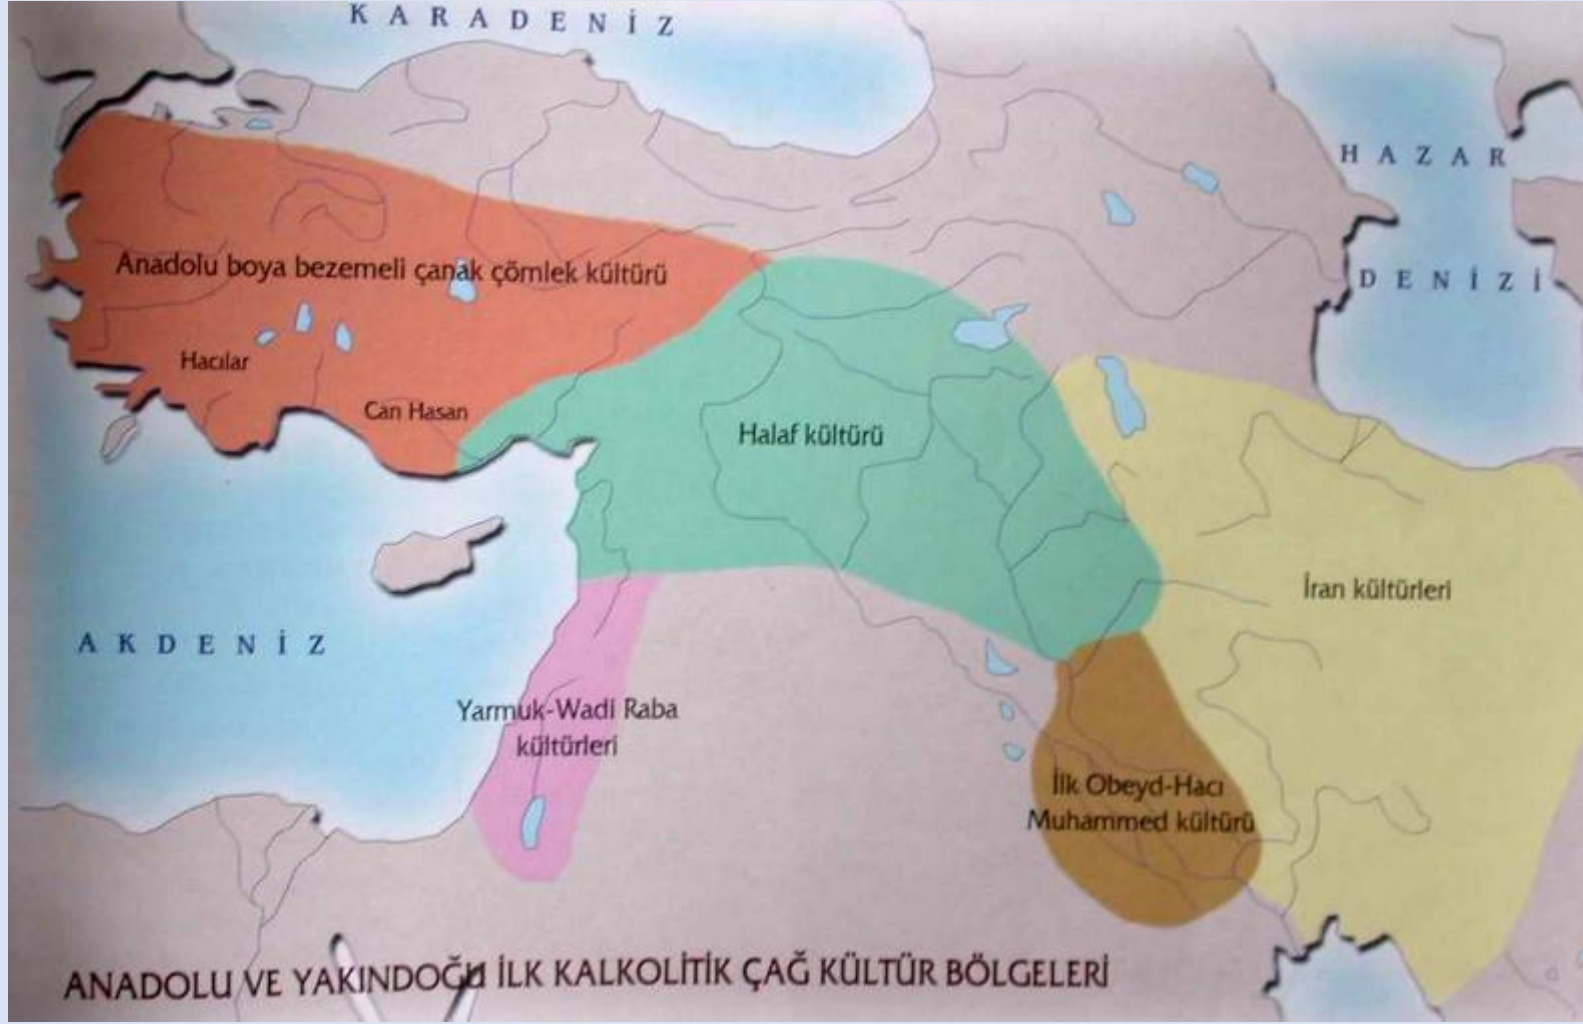 KARADENİZ
HAZAR
DENİZİ
Anadolu boya bezemeli çanak çömlek kültürü
Hacılar
Can Hasan
Halaf kültürü
İran kültürleri
AKDENİZ
Yarmuk-Wadi Raba
kültürleri
İlk Obeyd-Hacı
Muhammed kültürü
ANADOLU VE YAKINDOĞU İLK KALKOLİTİK ÇAĞ KÜLTÜR BÖLGELERİ